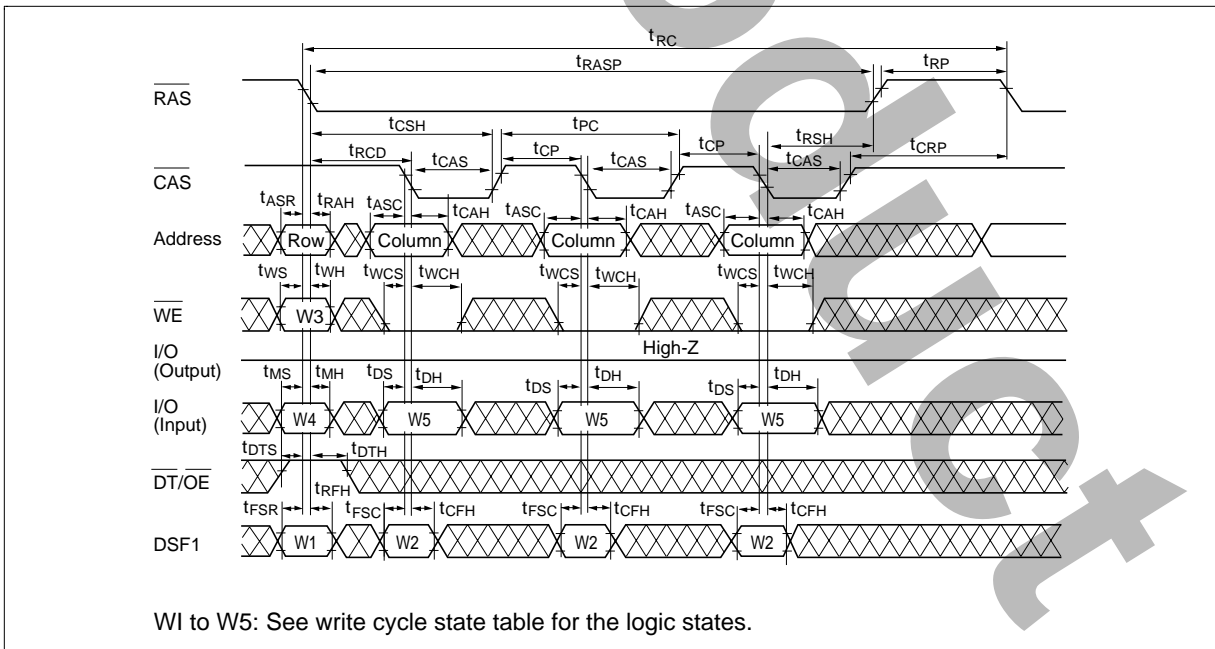 tRC
tRASP tRP
RAS
tCSH tPC tRSH
tRCD tCAS tCP tCAS tCP tCAS tCRP
CAS
tASR tRAH tASC tCAH tASC tCAH tASC tCAH
Address Row Column Column Column
tWS tWH tWCS tWCH tWCS tWCH tWCS tWCH
WE W3
I/O
(Output) High-Z
tMS tMH tDS tDH tDS tDH tDS tDH
I/O
(Input) W4 W5 W5 W5
tDTS tDTH
DT/OE
tRFH
tFSR tFSC tCFH tFSC tCFH tFSC tCFH
DSF1 W1 W2 W2 W2
WI to W5: See write cycle state table for the logic states.